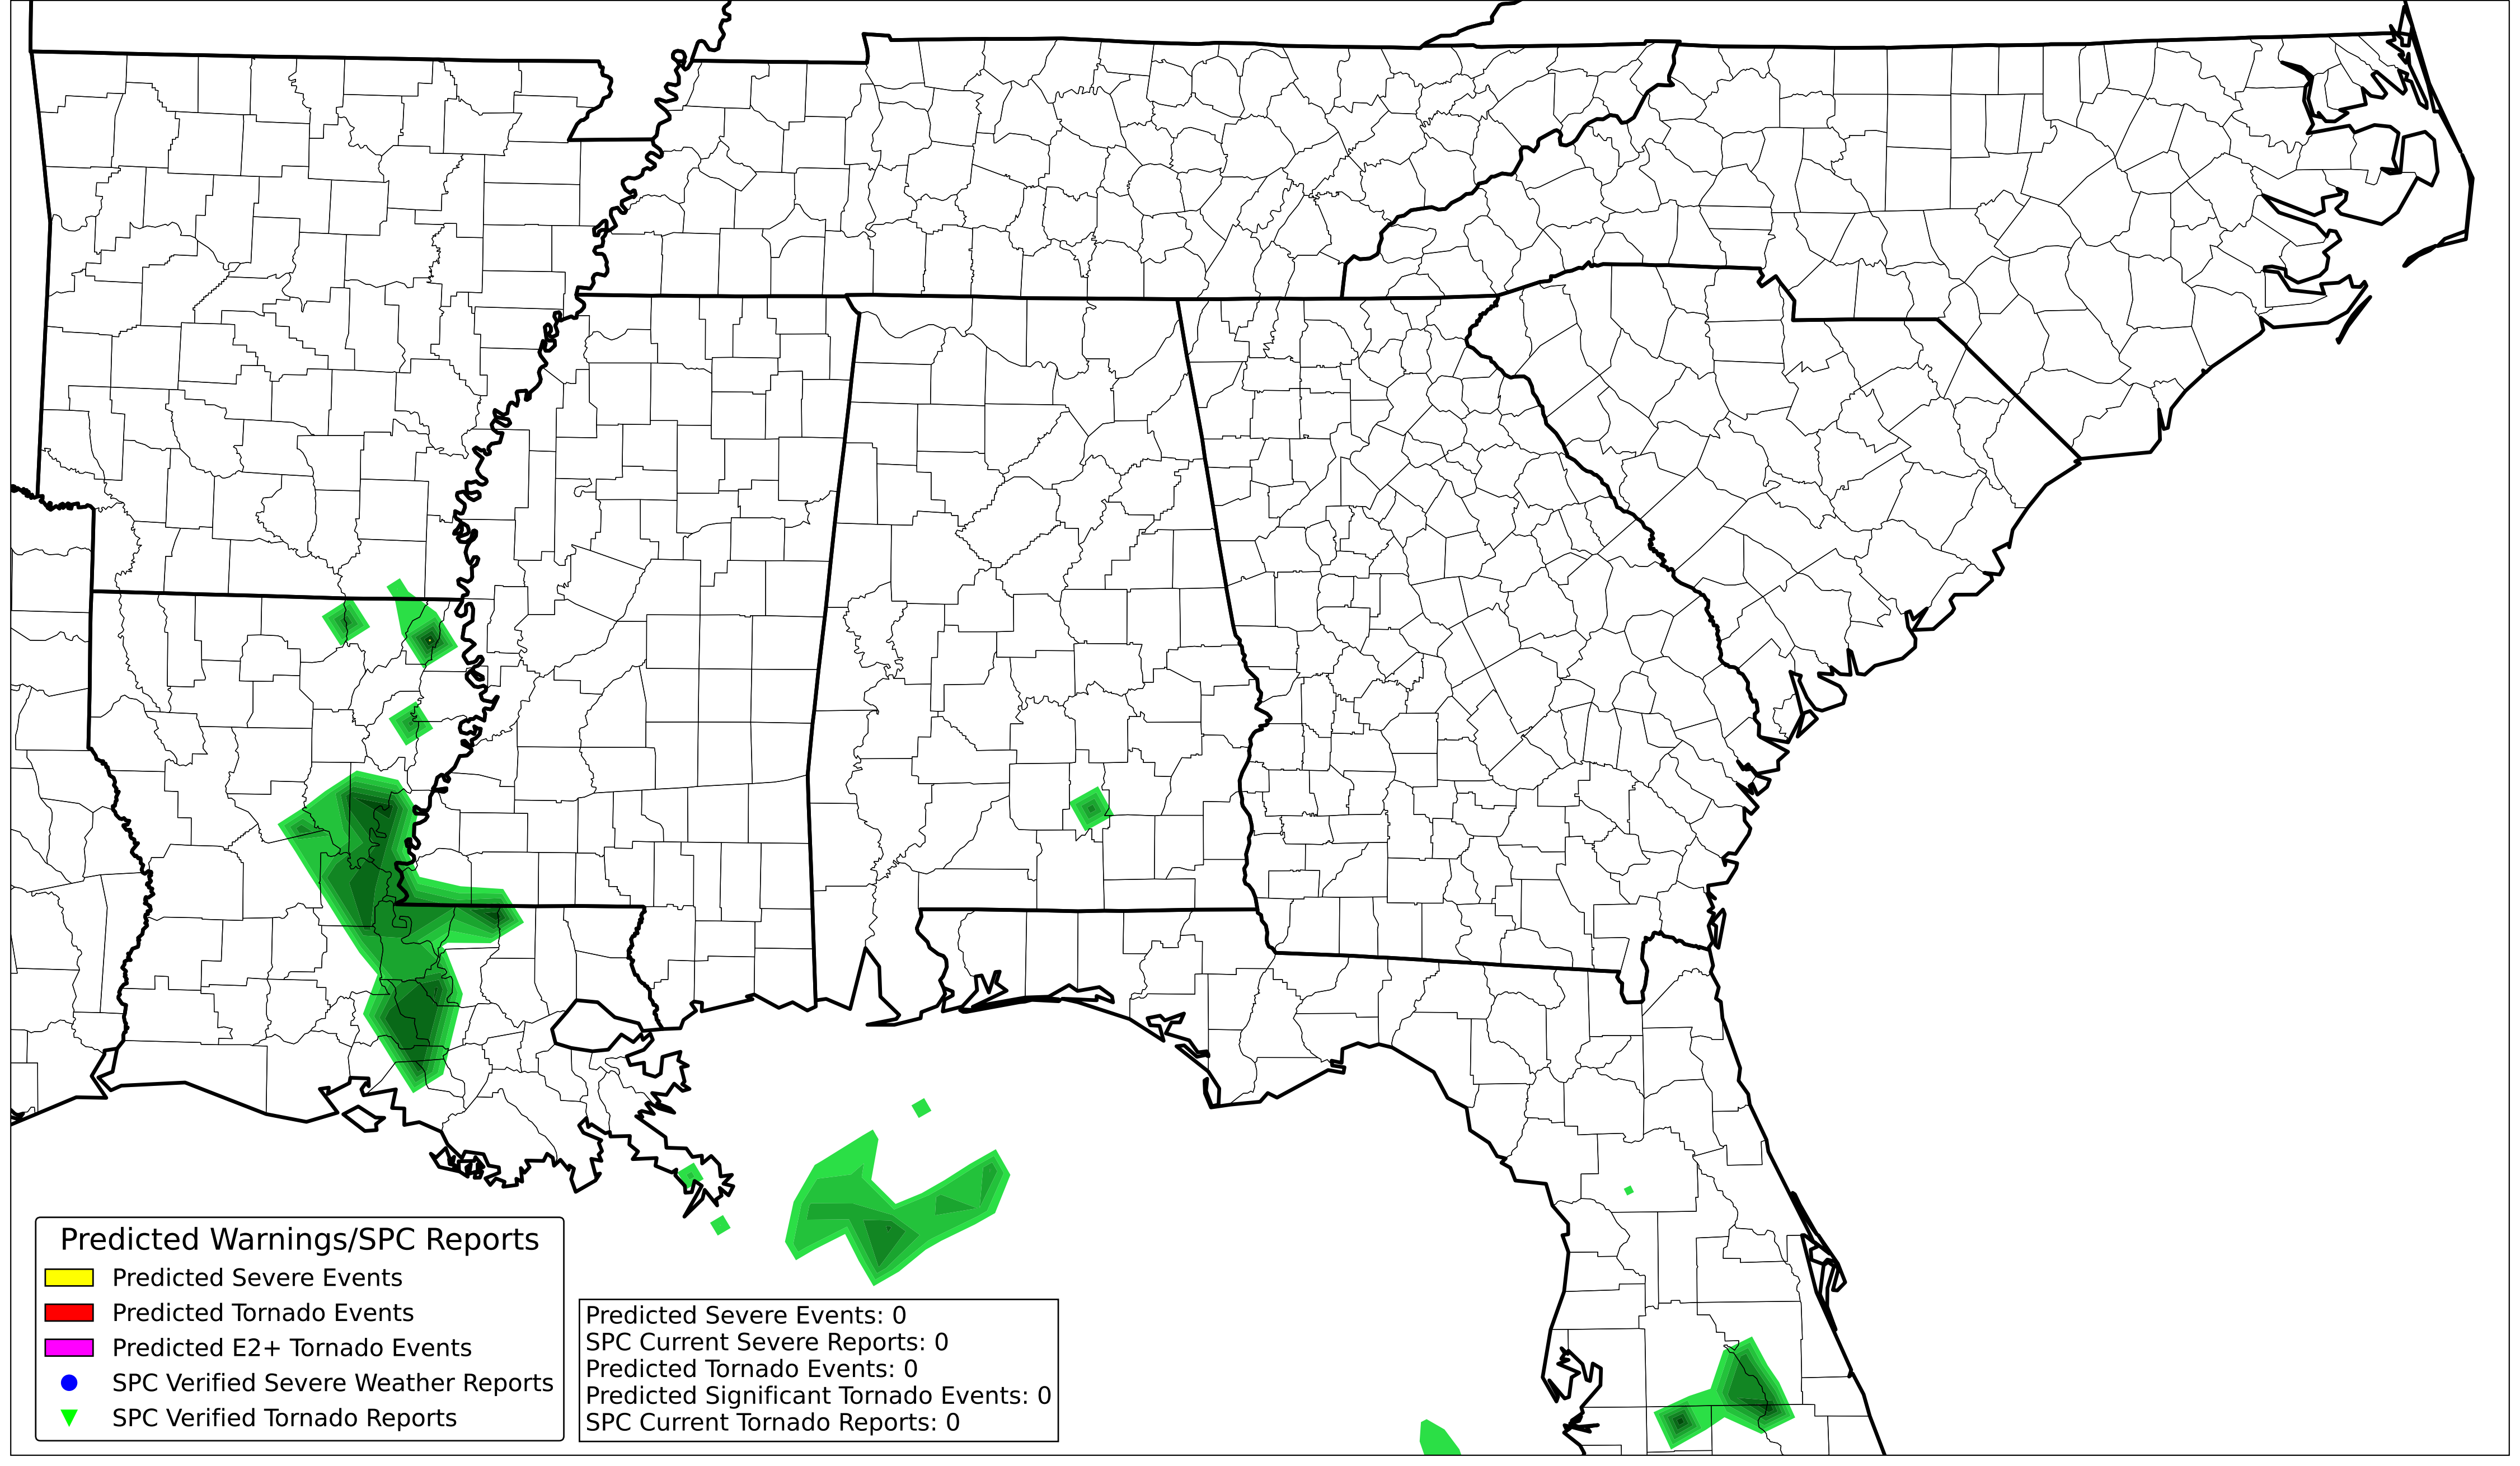 Predicted Warnings/SPC Reports
Predicted Severe Events
Predicted Tornado Events
Predicted E2+ Tornado Events
SPC Verified Severe Weather Reports
SPC Verified Tornado Reports
Predicted Severe Events: 0
SPC Current Severe Reports: 0
Predicted Tornado Events: 0
Predicted Significant Tornado Events: 0
SPC Current Tornado Reports: 0